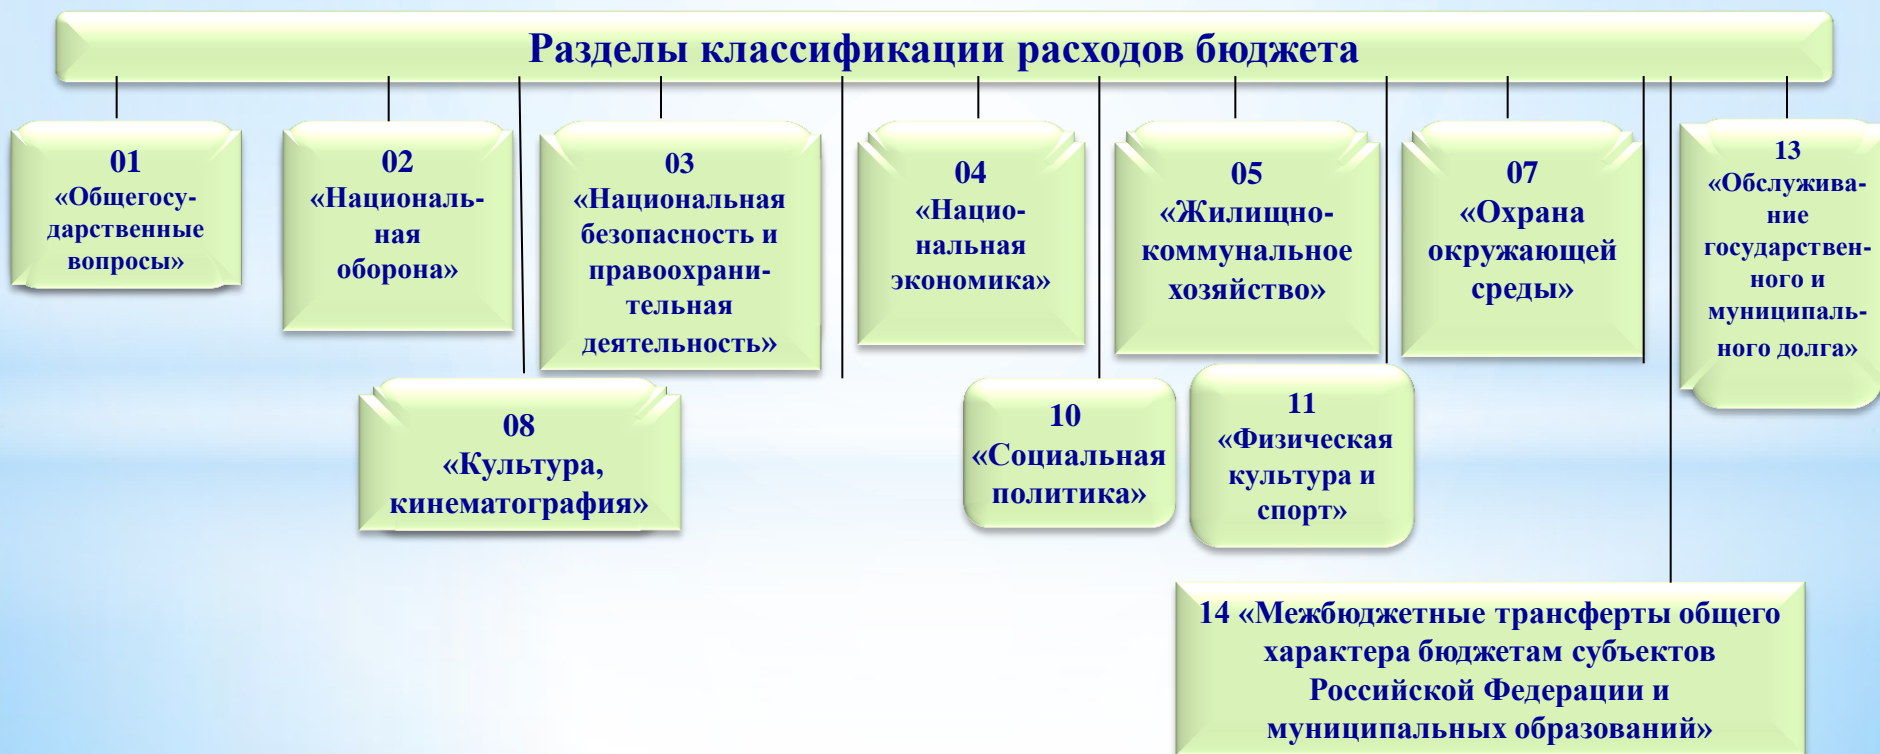 Разделы классификации расходов бюджета
01
«Общегосу-
дарственные
вопросы»
02
«Националь-
ная
оборона»
03
«Национальная
безопасность и
правоохрани-
тельная
деятельность»
04
«Нацио-
нальная
экономика»
05
«Жилищно-
коммунальное
хозяйство»
07
«Охрана
окружающей
среды»
13
«Обслужива-
ние
государствен-
ного и
муниципаль-
ного долга»
08
«Культура,
кинематография»
10
«Социальная
политика»
11
«Физическая
культура и
спорт»
14 «Межбюджетные трансферты общего
характера бюджетам субъектов
Российской Федерации и
муниципальных образований»